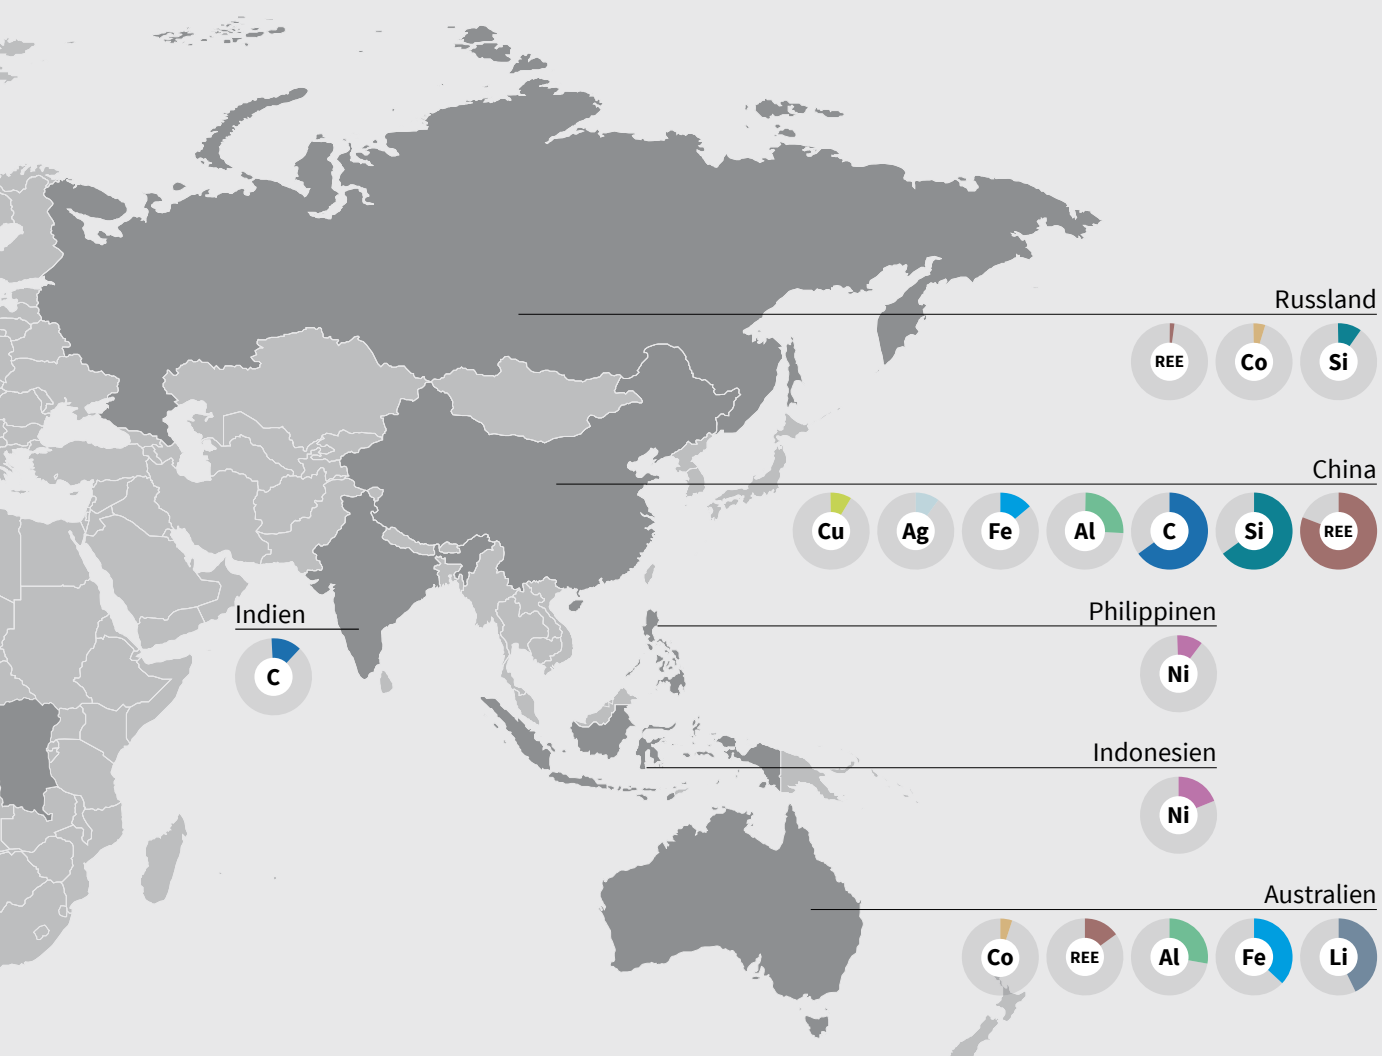 Russland
REE Co Si
China
Cu Ag Fe Al C Si REE
Indien
C
Philippinen
Ni
Indonesien
Ni
Australien
Co REE Al Fe Li